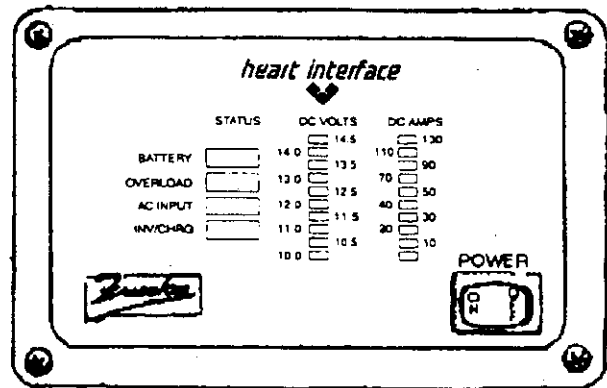 heart interface
STATUS DC VOLTS DC AMPS
14.5 130
BATTERY 14.0 110
13.5 90
OVERLOAD 13.0 70
12.5 50
AC INPUT 12.0 40
11.5 30
INV/CHRG 11.0 20
10.5 10
10.0
POWER
ON